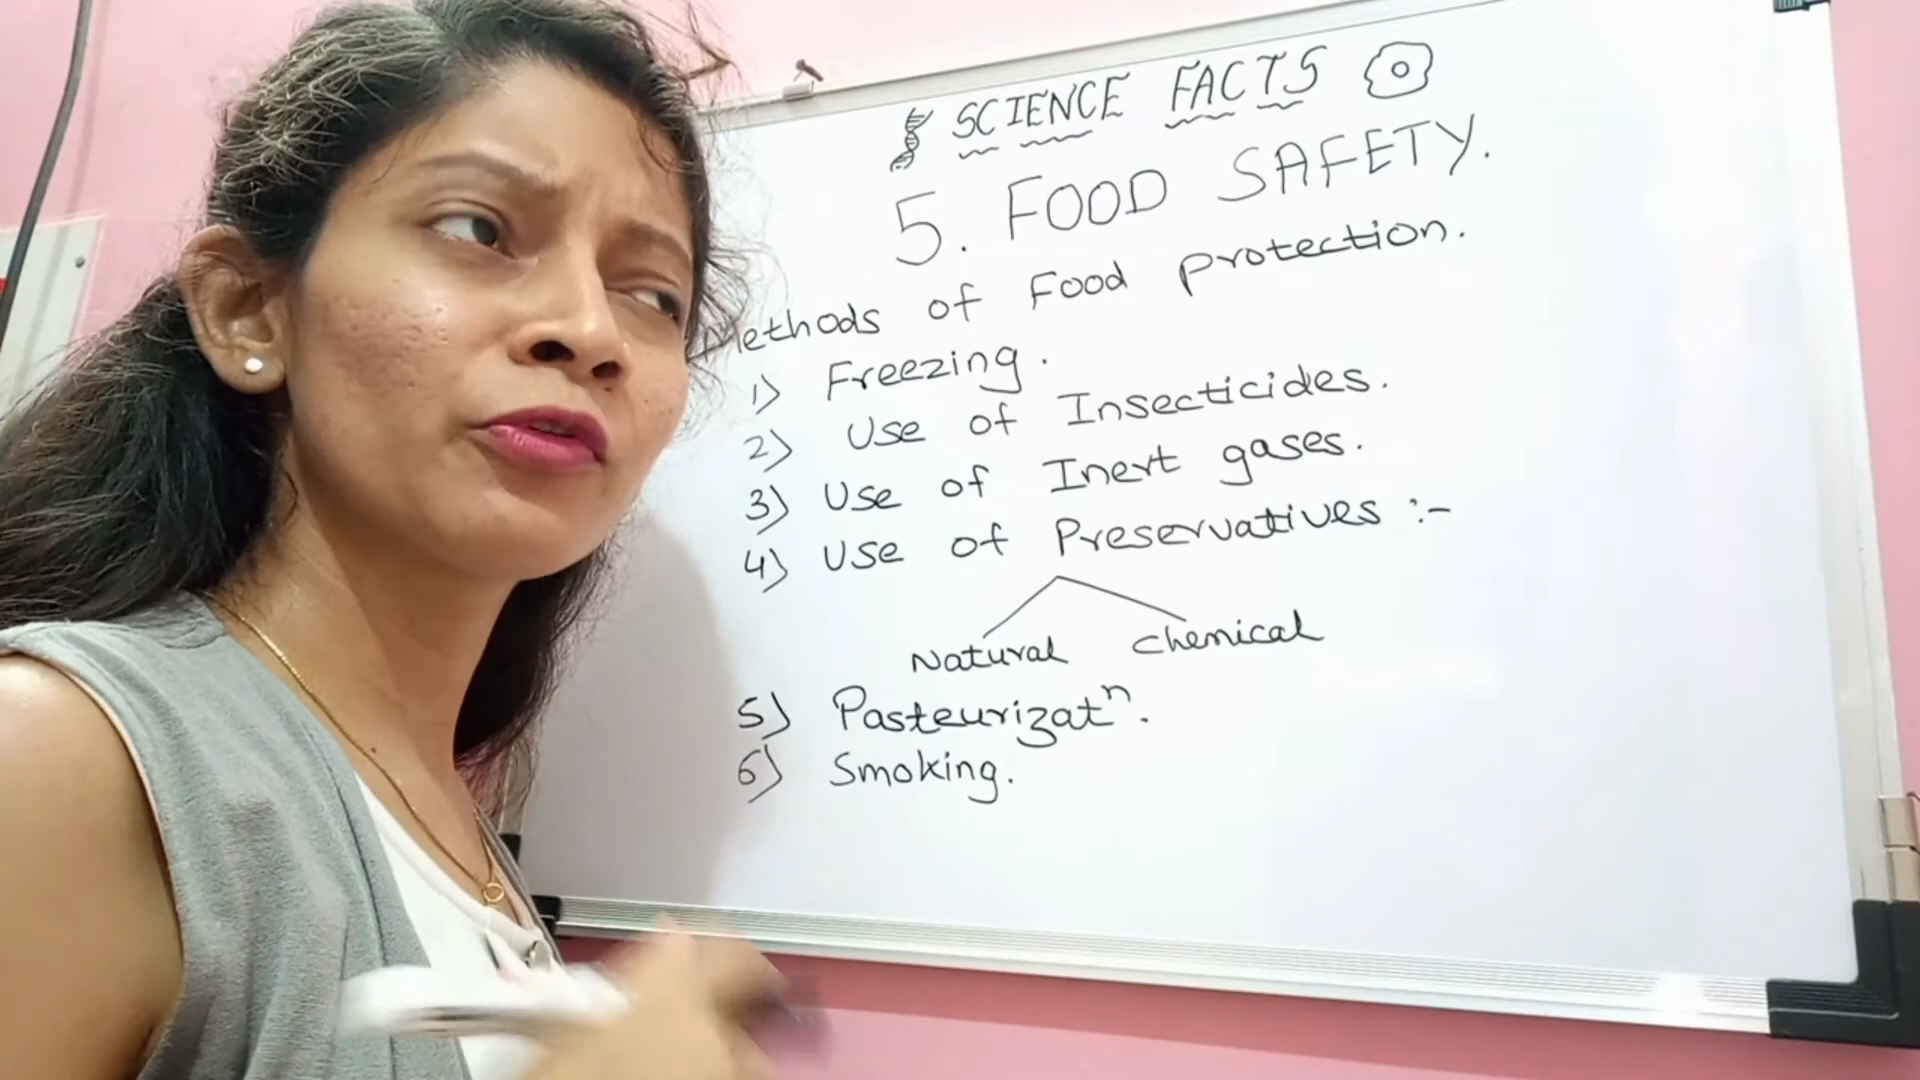 SCIENCE FACTS
5. FOOD SAFETY.
Methods of Food protection.
1) Freezing.
2) Use of Insecticides.
3) Use of Inert gases.
4) Use of Preservatives :-
Natural Chemical
5) Pasteurizatⁿ.
6) Smoking.